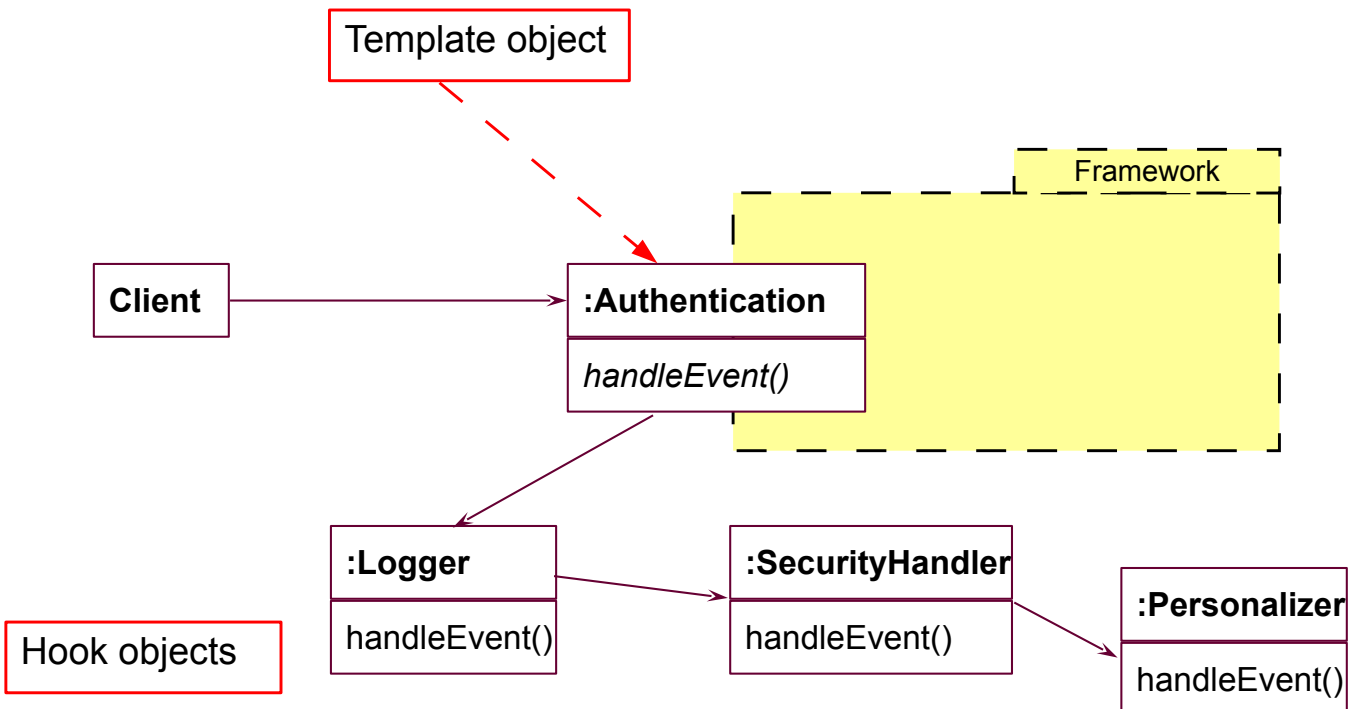 Template object
Framework
Client
:Authentication
handleEvent()
:Logger
handleEvent()
:SecurityHandler
handleEvent()
:Personalizer
handleEvent()
Hook objects